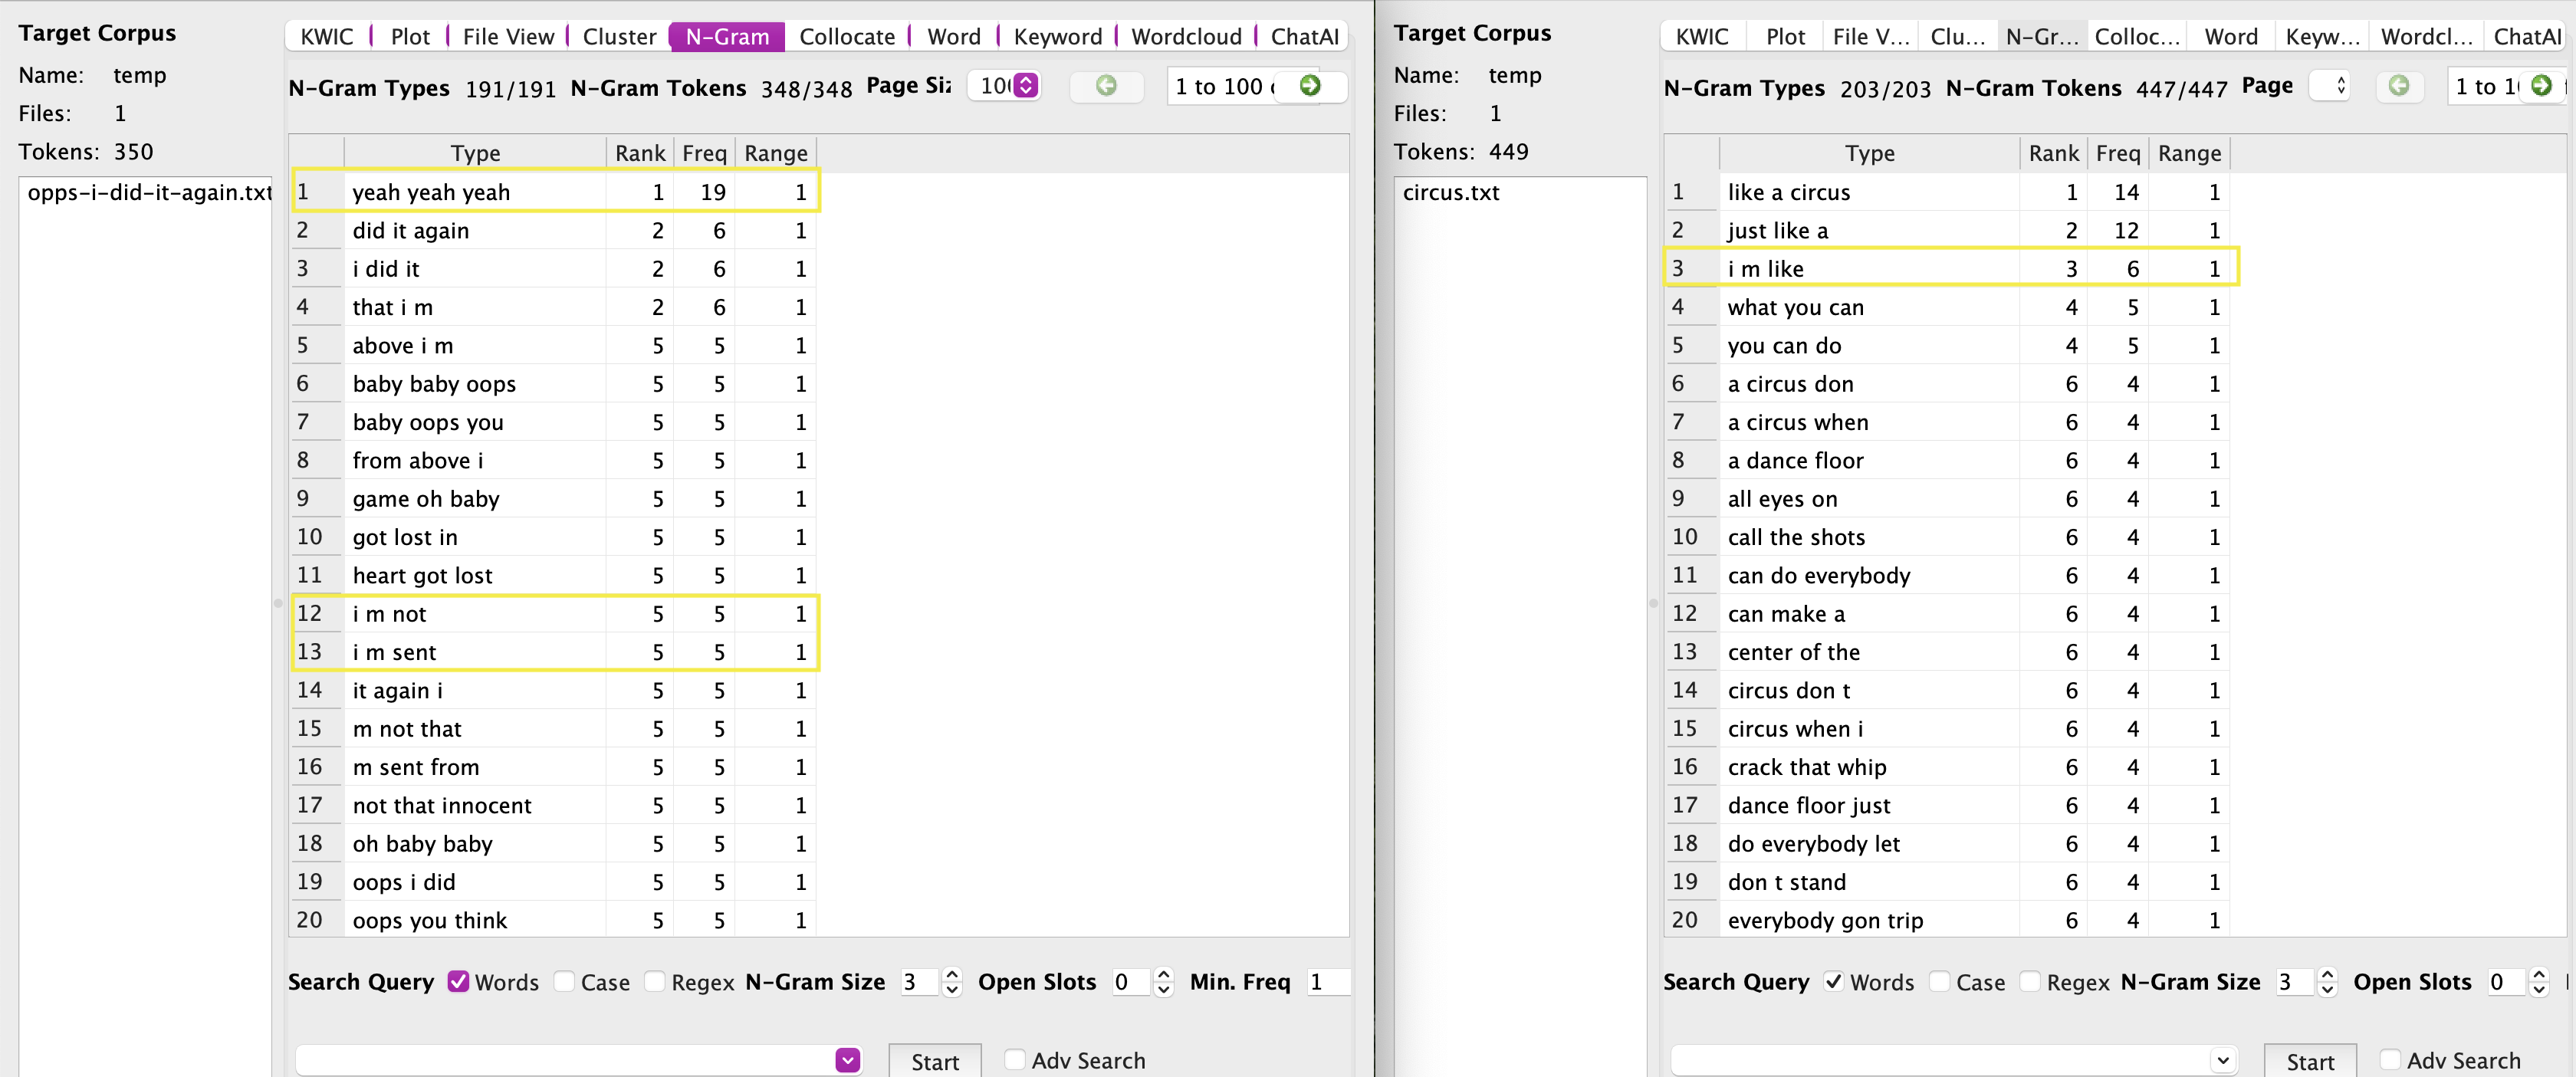 Target Corpus
Name: temp
Files: 1
Tokens: 350
opps-i-did-it-again.txt
KWIC Plot File View Cluster N-Gram Collocate Word Keyword Wordcloud ChatAI
N-Gram Types 191/191 N-Gram Tokens 348/348 Page Siz 100 1 to 100
Type Rank Freq Range
1 yeah yeah yeah 1 19 1
2 did it again 2 6 1
3 i did it 2 6 1
4 that i m 2 6 1
5 above i m 5 5 1
6 baby baby oops 5 5 1
7 baby oops you 5 5 1
8 from above i 5 5 1
9 game oh baby 5 5 1
10 got lost in 5 5 1
11 heart got lost 5 5 1
12 i m not 5 5 1
13 i m sent 5 5 1
14 it again i 5 5 1
15 m not that 5 5 1
16 m sent from 5 5 1
17 not that innocent 5 5 1
18 oh baby baby 5 5 1
19 oops i did 5 5 1
20 oops you think 5 5 1
Search Query Words Case Regex N-Gram Size 3 Open Slots 0 Min. Freq 1
Start Adv Search
Target Corpus
Name: temp
Files: 1
Tokens: 449
circus.txt
KWIC Plot File V... Clu... N-Gr... Colloc... Word Keyw... Wordcl... ChatAI
N-Gram Types 203/203 N-Gram Tokens 447/447 Page 1 to 1
Type Rank Freq Range
1 like a circus 1 14 1
2 just like a 2 12 1
3 i m like 3 6 1
4 what you can 4 5 1
5 you can do 4 5 1
6 a circus don 6 4 1
7 a circus when 6 4 1
8 a dance floor 6 4 1
9 all eyes on 6 4 1
10 call the shots 6 4 1
11 can do everybody 6 4 1
12 can make a 6 4 1
13 center of the 6 4 1
14 circus don t 6 4 1
15 circus when i 6 4 1
16 crack that whip 6 4 1
17 dance floor just 6 4 1
18 do everybody let 6 4 1
19 don t stand 6 4 1
20 everybody gon trip 6 4 1
Search Query Words Case Regex N-Gram Size 3 Open Slots 0
Start Adv Search